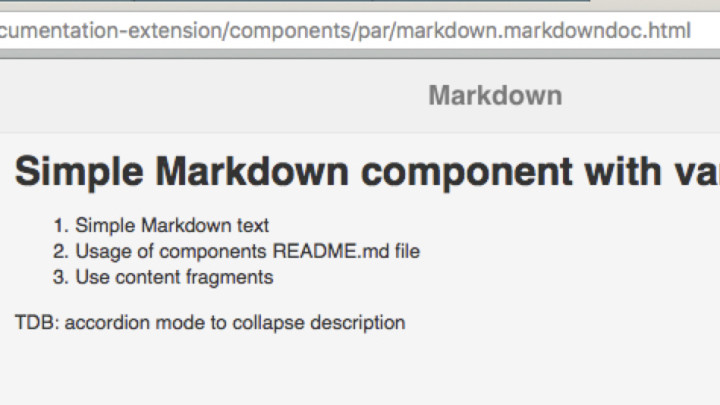 cumentation-extension/components/par/markdown.markdowndoc.html
Markdown
Simple Markdown component with va
1. Simple Markdown text
2. Usage of components README.md file
3. Use content fragments
TDB: accordion mode to collapse description